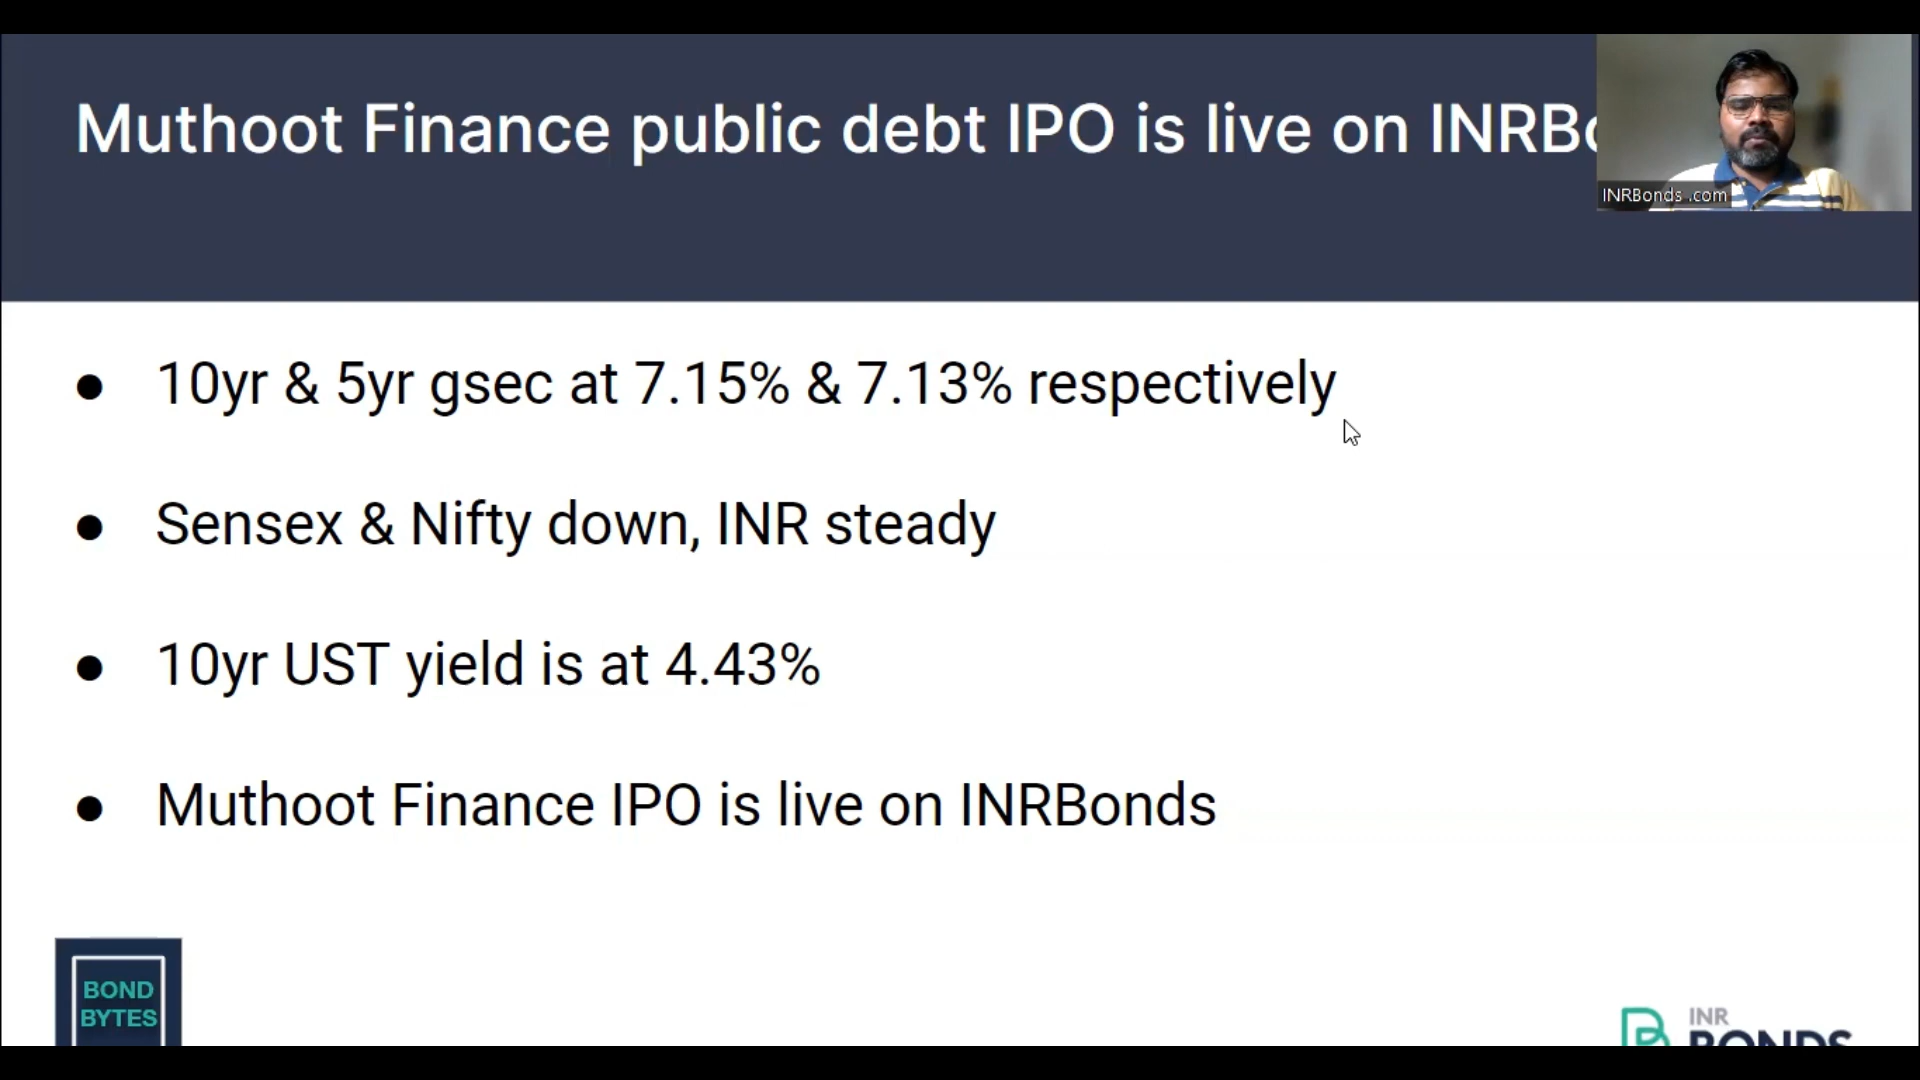 Muthoot Finance public debt IPO is live on INRB
INRBonds .com
● 10yr & 5yr gsec at 7.15% & 7.13% respectively
● Sensex & Nifty down, INR steady
● 10yr UST yield is at 4.43%
● Muthoot Finance IPO is live on INRBonds
BOND
BYTES
INR
BONDS